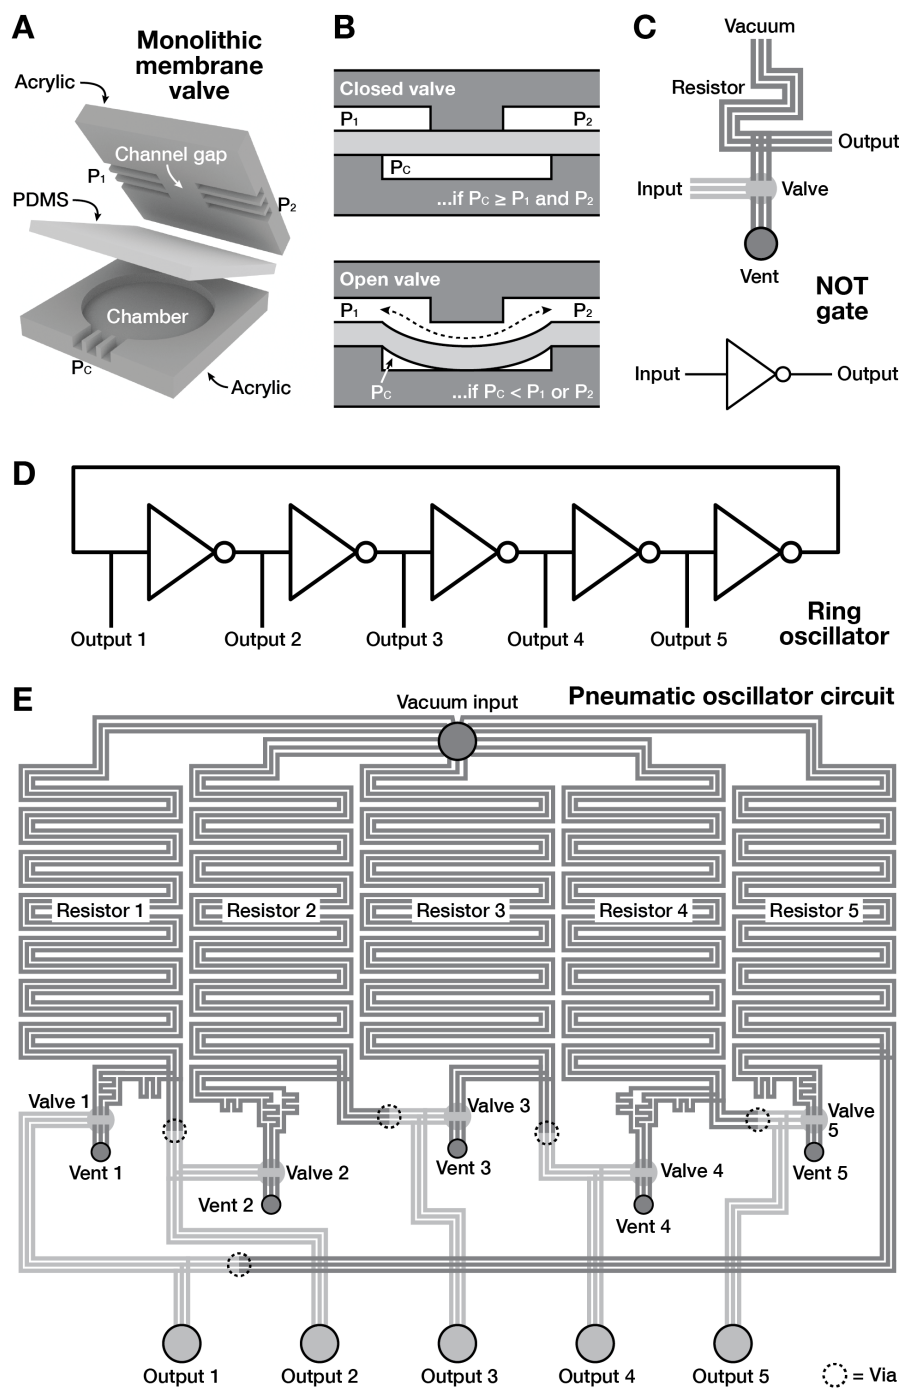 A
Monolithic
membrane
valve
Acrylic
Channel gap
P1
P2
PDMS
Chamber
PC
Acrylic
B
Closed valve
P1
P2
PC
...if PC ≥ P1 and P2
Open valve
P1
P2
PC
...if PC < P1 or P2
C
Vacuum
Resistor
Output
Input
Valve
Vent
NOT
gate
Input
Output
D
Output 1
Output 2
Output 3
Output 4
Output 5
Ring
oscillator
E
Pneumatic oscillator circuit
Vacuum input
Resistor 1
Resistor 2
Resistor 3
Resistor 4
Resistor 5
Valve 1
Vent 1
Valve 2
Vent 2
Valve 3
Vent 3
Valve 4
Vent 4
Valve
5
Vent 5
Output 1
Output 2
Output 3
Output 4
Output 5
= Via